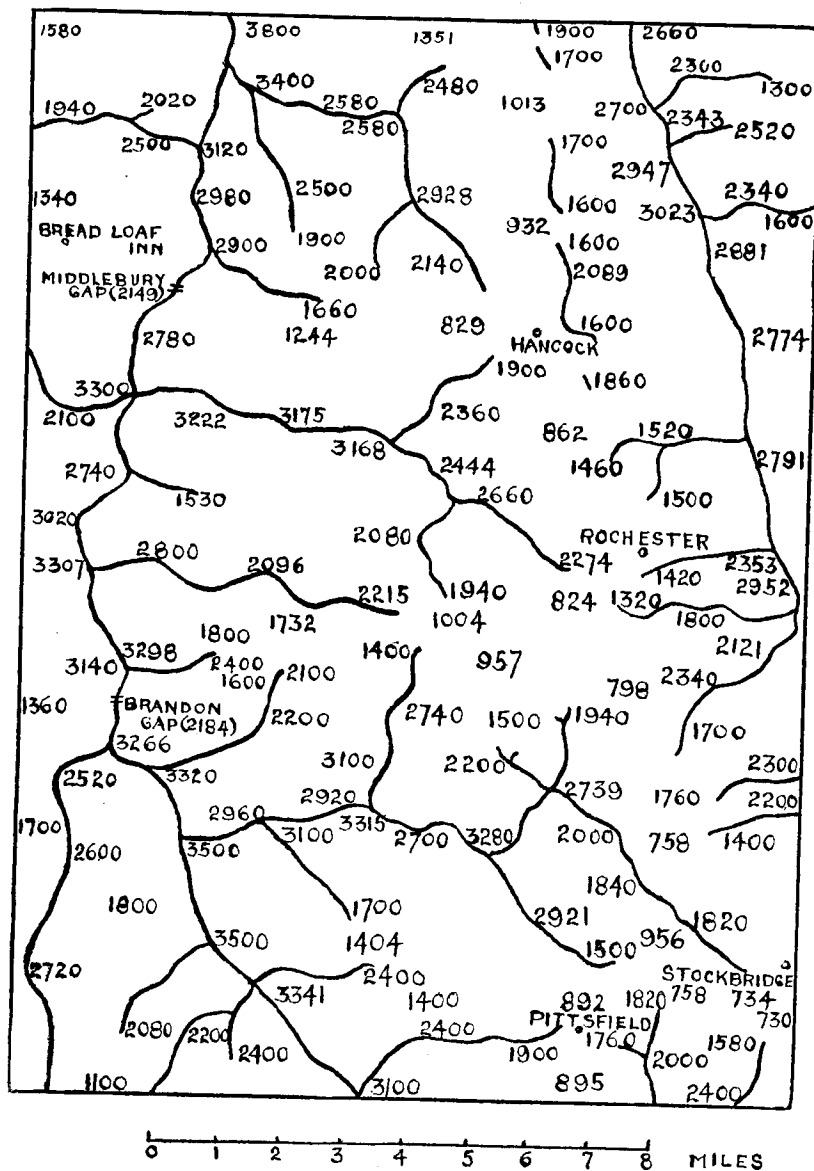 1580 3800 1351 1900 2660
1700
3400 2480 2300 1300
1940 2020 2580 1013 2700 2343
2500 3120 2580 1700 2520
2947
1340 2980 2500 2928 1600 3023 2340
BREAD LOAF INN 2900 1900 932 1600 1600
2000 2140 2089 2881
MIDDLEBURY GAP (2149)
1660
2780 1244 829 1600 2774
HANCOCK
3300 1900 1860
2100 3222 3175 2360
3168 862 1520
2740 2444 1460 2791
1530 2660 1500
3020 2080 ROCHESTER
3307 2800 2096 2274 2353
2215 1940 1420 2952
1732 1004 824 1320 1800
3298 1800 1400 2121
3140 2400 2100 957
1600 2340
1360 BRANDON GAP (2184) 2200 2740 1500 1940 798
1700
3266 3100 2200
2520 3320 2739 2300
2960 2920 1760 2200
1700 3500 3100 3315 2700 3280 2000 758 1400
2600
1840
1800 1700 2921 1820
3500 1404 1500 956
2720 3341 2400 STOCKBRIDGE
1400 892 1820 758 734
2080 2200 2400 PITTSFIELD 730
2400 1900 1760 2000 1580
1100 3100 895 2400
0 1 2 3 4 5 6 7 8 MILES